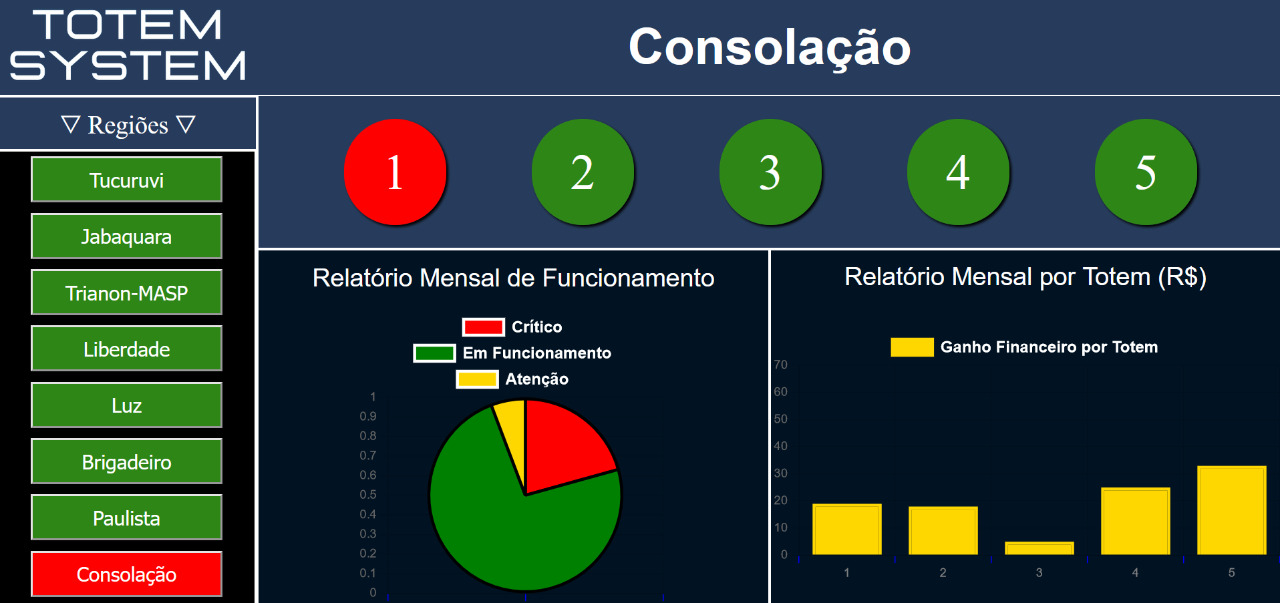 TOTEM
SYSTEM
Consolação
▽ Regiões ▽
Tucuruvi
Jabaquara
Trianon-MASP
Liberdade
Luz
Brigadeiro
Paulista
Consolação
1
2
3
4
5
Relatório Mensal de Funcionamento
Crítico
Em Funcionamento
Atenção
1
0.9
0.8
0.7
0.6
0.5
0.4
0.3
0.2
0.1
0
Relatório Mensal por Totem (R$)
Ganho Financeiro por Totem
70
60
50
40
30
20
10
0
1
2
3
4
5